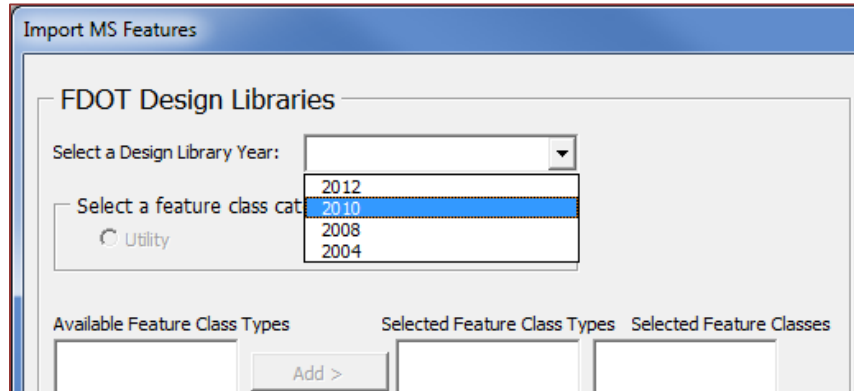 Import MS Features
FDOT Design Libraries
Select a Design Library Year:
2012
Select a feature class cat
2010
Utility
2008
2004
Available Feature Class Types
Selected Feature Class Types
Selected Feature Classes
Add >